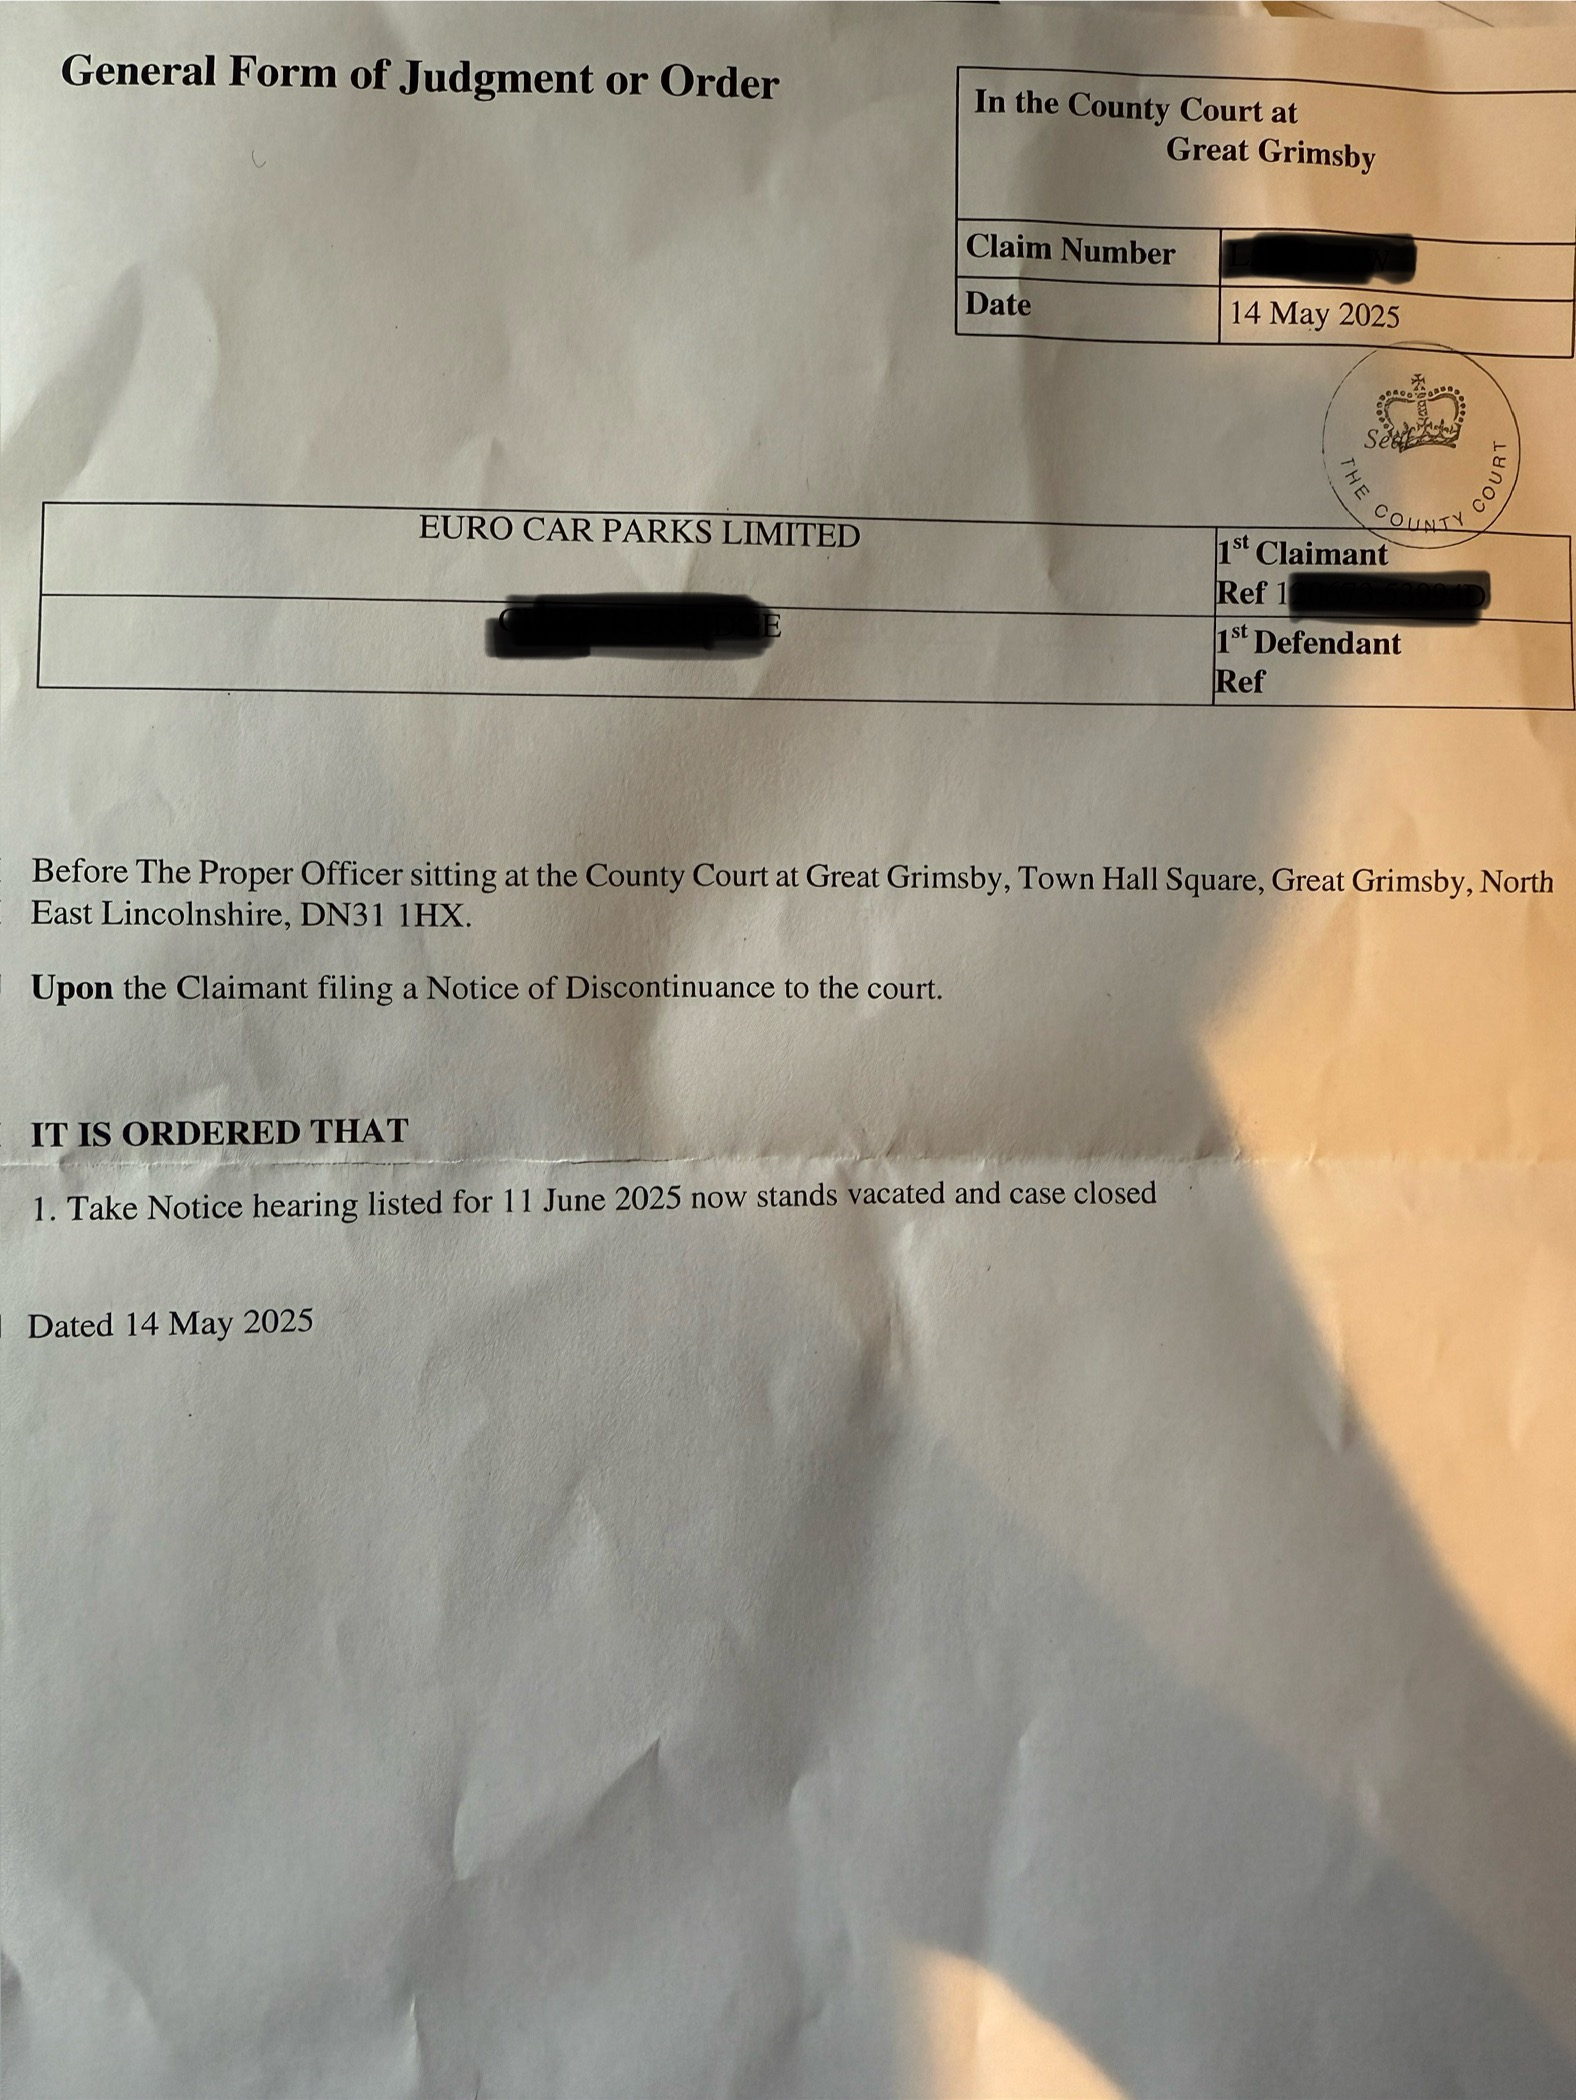 General Form of Judgment or Order
In the County Court at
Great Grimsby
Claim Number
Date
14 May 2025
Seal
THE COUNTY COURT
EURO CAR PARKS LIMITED
1st Claimant
Ref
1st Defendant
Ref
Before The Proper Officer sitting at the County Court at Great Grimsby, Town Hall Square, Great Grimsby, North
East Lincolnshire, DN31 1HX.
Upon the Claimant filing a Notice of Discontinuance to the court.
IT IS ORDERED THAT
1. Take Notice hearing listed for 11 June 2025 now stands vacated and case closed
Dated 14 May 2025